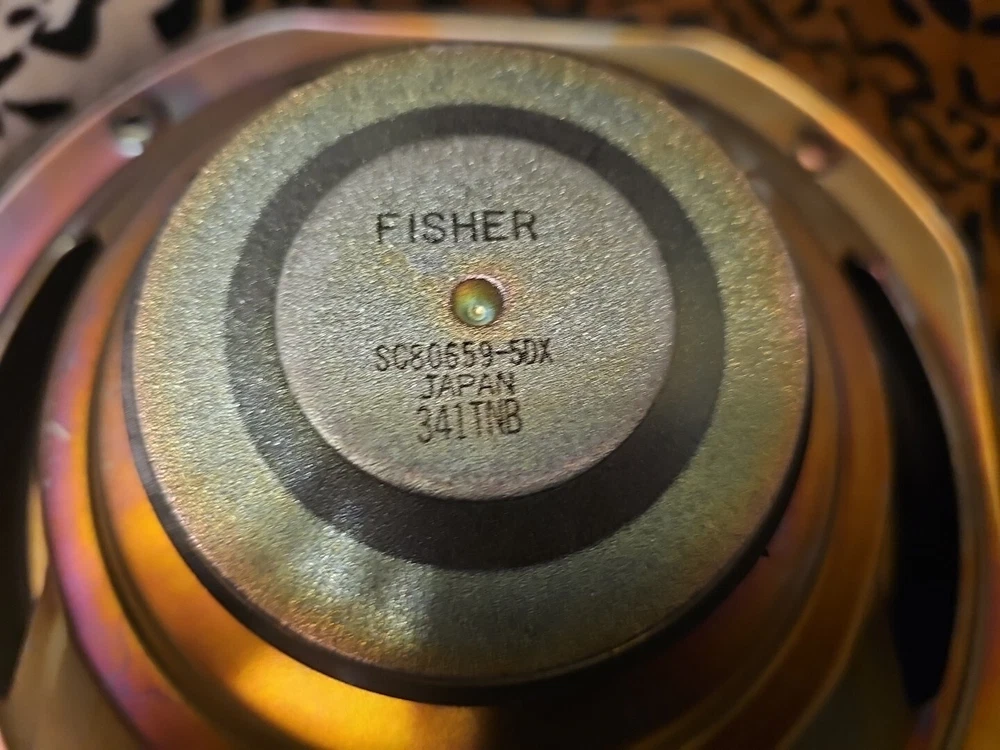 FISHER
SC80659-5DX
JAPAN
341TNB